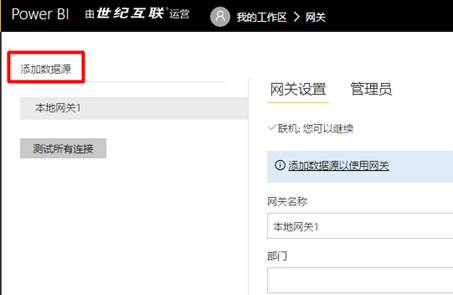 Power BI 由世纪互联运营 我的工作区 > 网关
添加数据源
本地网关1
测试所有连接
网关设置 管理员
联机: 您可以继续
添加数据源以使用网关
网关名称
本地网关1
部门